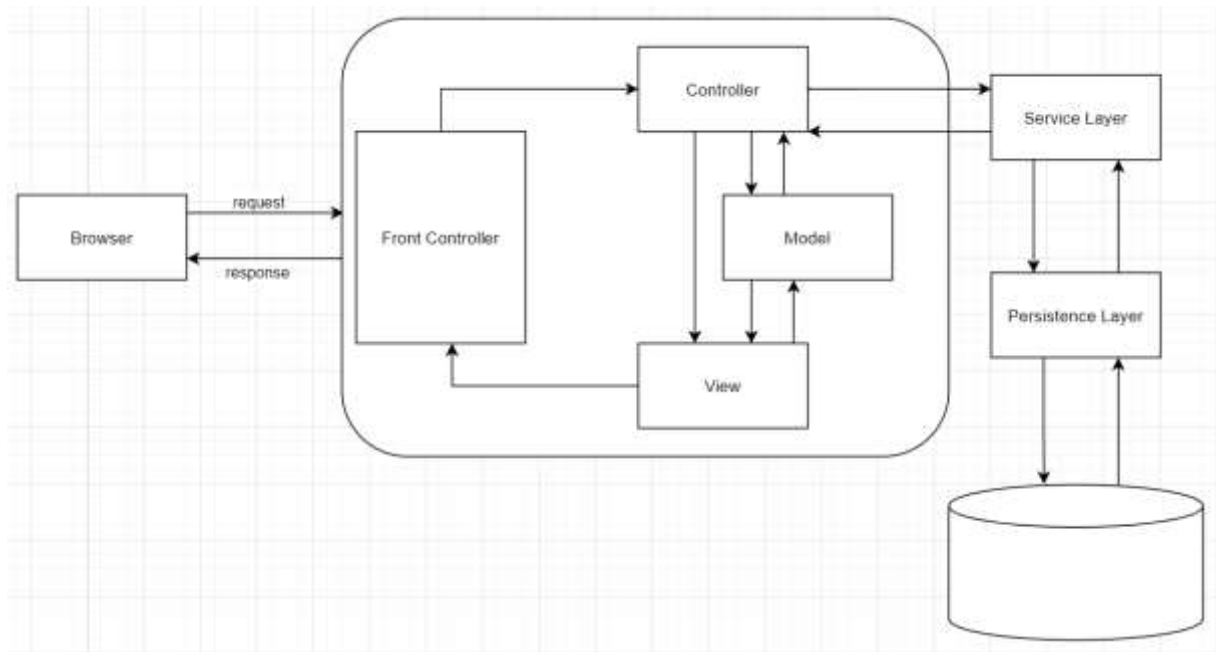 Controller
Service Layer
request
Browser
Front Controller
Model
response
Persistence Layer
View